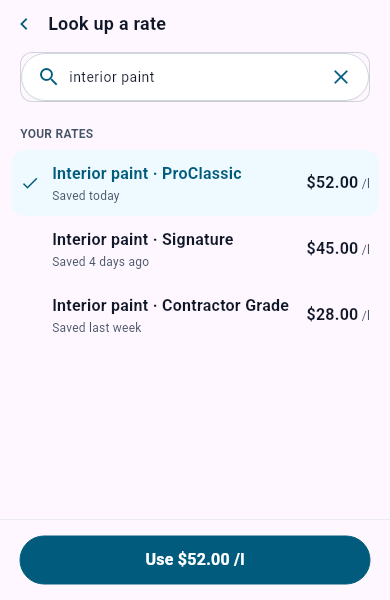 Look up a rate
interior paint
YOUR RATES
Interior paint · ProClassic
Saved today
$52.00 /l
Interior paint · Signature
Saved 4 days ago
$45.00 /l
Interior paint · Contractor Grade
Saved last week
$28.00 /l
Use $52.00 /l